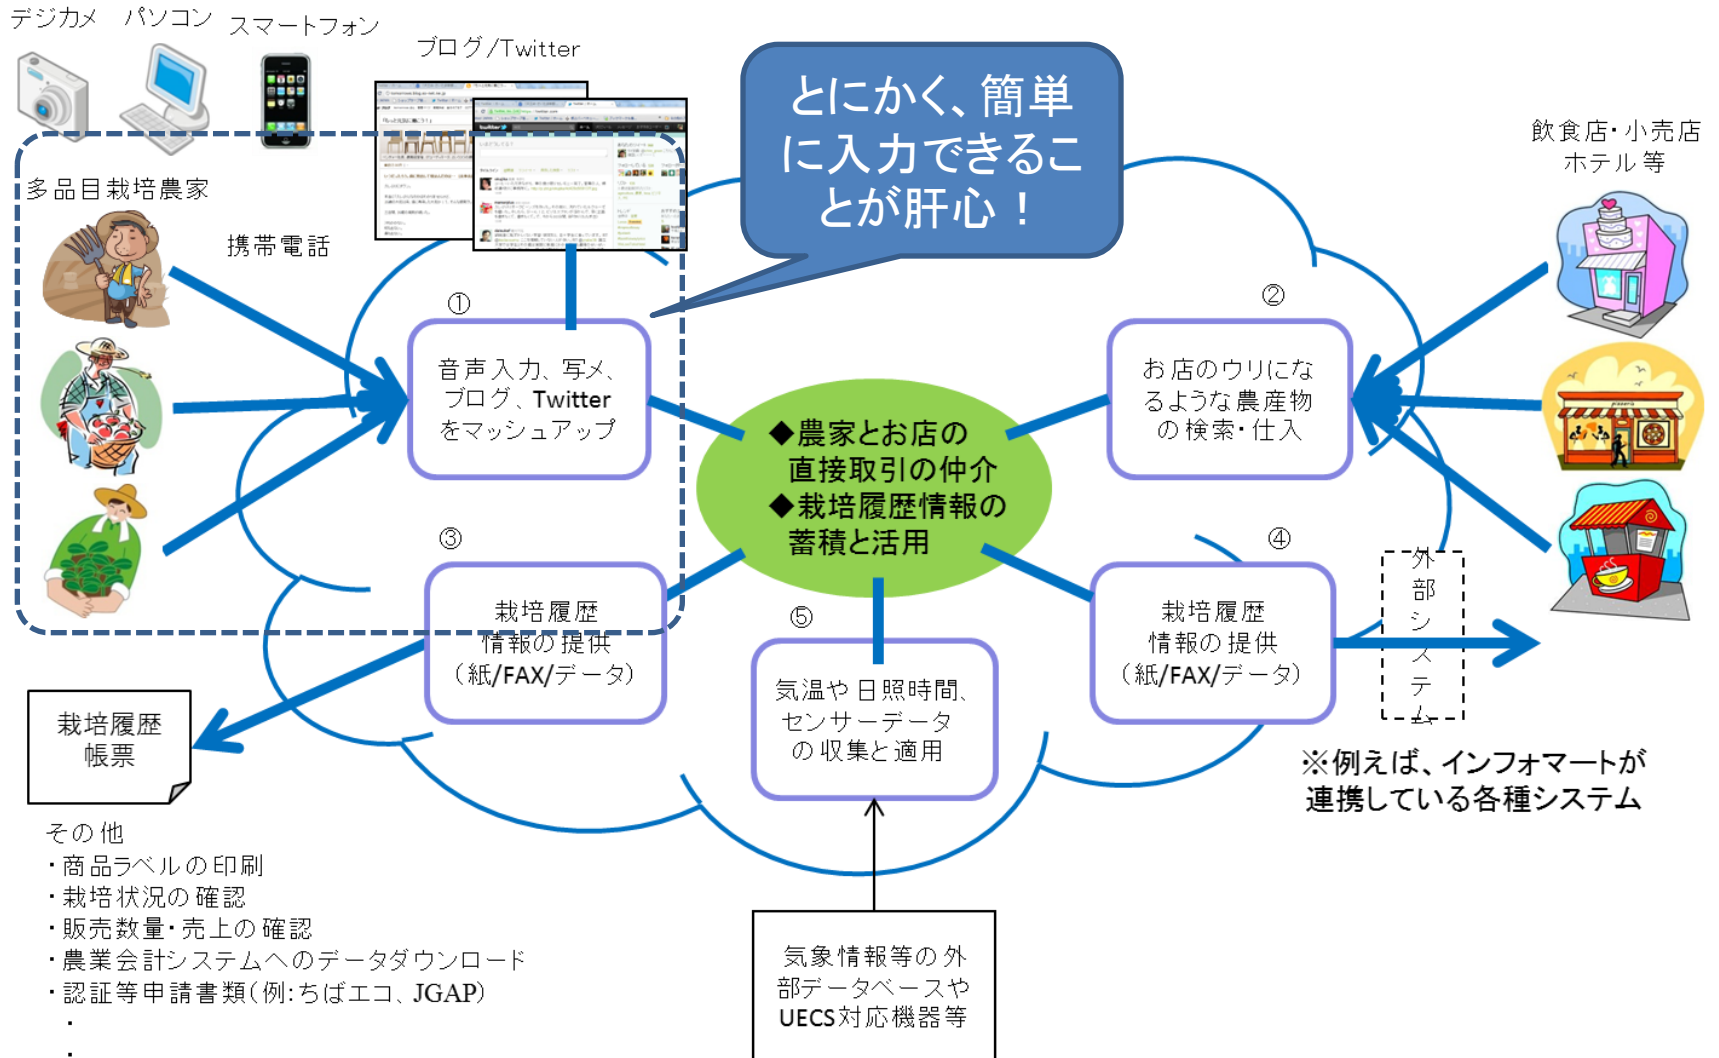 デジカメ
パソコン
スマートフォン
ブログ/Twitter
とにかく、簡単
に入力できるこ
とが肝心！
飲食店・小売店
ホテル等
多品目栽培農家
携帯電話
①
音声入力、写メ、
ブログ、Twitter
をマッシュアップ
②
お店のウリにな
るような農産物
の検索・仕入
◆農家とお店の
直接取引の仲介
◆栽培履歴情報の
蓄積と活用
③
栽培履歴
情報の提供
（紙/FAX/データ）
④
栽培履歴
情報の提供
（紙/FAX/データ）
外部システム
⑤
気温や日照時間、
センサーデータ
の収集と適用
栽培履歴
帳票
※例えば、インフォマートが
連携している各種システム
その他
・商品ラベルの印刷
・栽培状況の確認
・販売数量・売上の確認
・農業会計システムへのデータダウンロード
・認証等申請書類（例：ちばエコ、JGAP）
・
・
気象情報等の外
部データベースや
UECS対応機器等